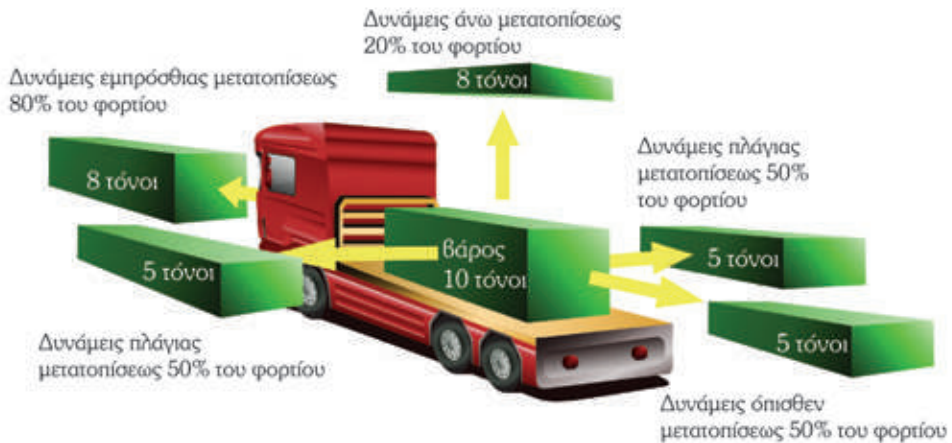 Δυνάμεις άνω μετατοπίσεως
20% του φορτίου
8 τόνοι
Δυνάμεις εμπρόσθιας μετατοπίσεως
80% του φορτίου
8 τόνοι
Δυνάμεις πλάγιας
μετατοπίσεως 50%
του φορτίου
5 τόνοι
βάρος
10 τόνοι
5 τόνοι
5 τόνοι
Δυνάμεις πλάγιας
μετατοπίσεως 50% του φορτίου
Δυνάμεις όπισθεν
μετατοπίσεως 50% του φορτίου